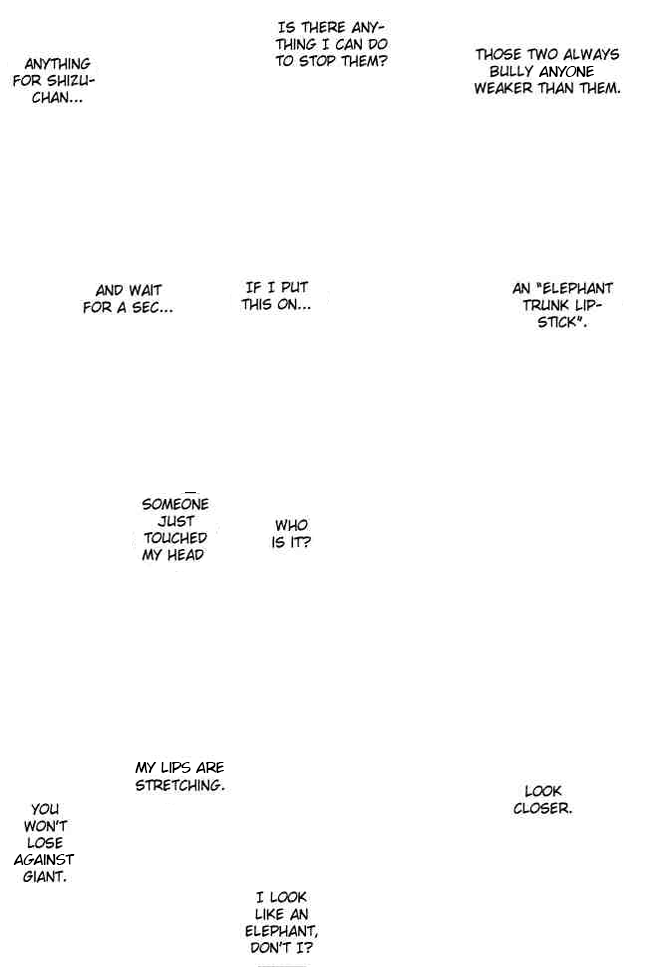 THOSE TWO ALWAYS
BULLY ANYONE
WEAKER THAN THEM.
IS THERE ANY-
THING I CAN DO
TO STOP THEM?
ANYTHING
FOR SHIZU-
CHAN...
AN "ELEPHANT
TRUNK LIP-
STICK".
IF I PUT
THIS ON...
AND WAIT
FOR A SEC...
WHO
IS IT?
SOMEONE
JUST
TOUCHED
MY HEAD
LOOK
CLOSER.
I LOOK
LIKE AN
ELEPHANT,
DON'T I?
MY LIPS ARE
STRETCHING.
YOU
WON'T
LOSE
AGAINST
GIANT.